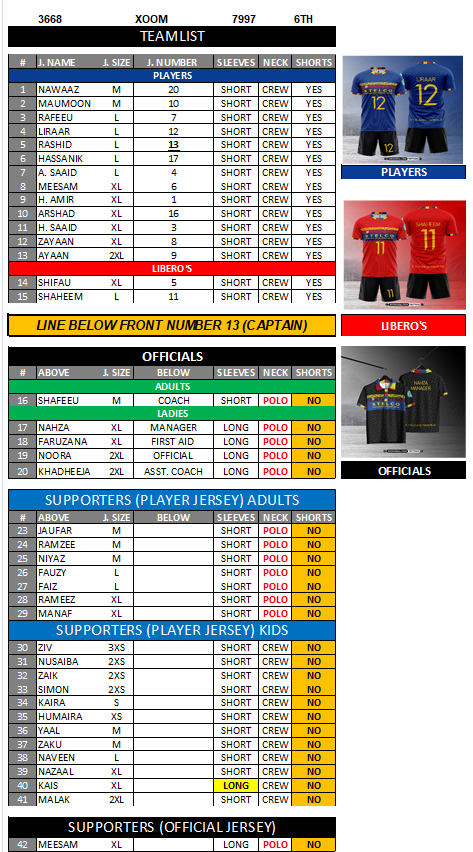 3668 XOOM 7997 6TH
TEAMLIST
# J. NAME J. SIZE J. NUMBER SLEEVES NECK SHORTS
PLAYERS
1 NAWAAZ M 20 SHORT CREW YES
2 MAUMOON M 10 SHORT CREW YES
3 RAFEEU L 7 SHORT CREW YES
4 LIRAAR L 12 SHORT CREW YES
5 RASHID L 13 SHORT CREW YES
6 HASSANIK L 17 SHORT CREW YES
7 A. SAAID L 4 SHORT CREW YES
8 MEESAM XL 6 SHORT CREW YES
9 H. AMIR XL 1 SHORT CREW YES
10 ARSHAD XL 16 SHORT CREW YES
11 H. SAAID XL 3 SHORT CREW YES
12 ZAYAAN XL 8 SHORT CREW YES
13 AYAAN 2XL 9 SHORT CREW YES
LIBERO'S
14 SHIFAU XL 5 SHORT CREW YES
15 SHAHEEM L 11 SHORT CREW YES
LINE BELOW FRONT NUMBER 13 (CAPTAIN)
STELCO
12
LIRAAR
12
12
PLAYERS
STELCO
11
SHAHEEM
11
LIBERO'S
STELCO
NAHZA
MANAGER
OFFICIALS
OFFICIALS
# ABOVE J. SIZE BELOW SLEEVES NECK SHORTS
ADULTS
16 SHAFEEU M COACH SHORT POLO NO
LADIES
17 NAHZA XL MANAGER LONG POLO NO
18 FARUZANA XL FIRST AID LONG POLO NO
19 NOORA 2XL OFFICIAL LONG POLO NO
20 KHADHEEJA 2XL ASST. COACH LONG POLO NO
SUPPORTERS (PLAYER JERSEY) ADULTS
# ABOVE J. SIZE BELOW SLEEVES NECK SHORTS
23 JAUFAR M SHORT POLO NO
24 RAMZEE M SHORT POLO NO
25 NIYAZ M SHORT POLO NO
26 FAUZY L SHORT POLO NO
27 FAIZ L SHORT POLO NO
28 RAMEEZ XL SHORT POLO NO
29 MANAF XL SHORT POLO NO
SUPPORTERS (PLAYER JERSEY) KIDS
30 ZIV 3XS SHORT CREW NO
31 NUSAIBA 2XS SHORT CREW NO
32 ZAIK 2XS SHORT CREW NO
33 SIMON 2XS SHORT CREW NO
34 KAIRA S SHORT CREW NO
35 HUMAIRA XS SHORT CREW NO
36 YAAL M SHORT CREW NO
37 ZAKU M SHORT CREW NO
38 NAVEEN L SHORT CREW NO
39 NAZAAL XL SHORT CREW NO
40 KAIS XL LONG CREW NO
41 MALAK 2XL SHORT CREW NO
SUPPORTERS (OFFICIAL JERSEY)
42 MEESAM XL LONG POLO NO